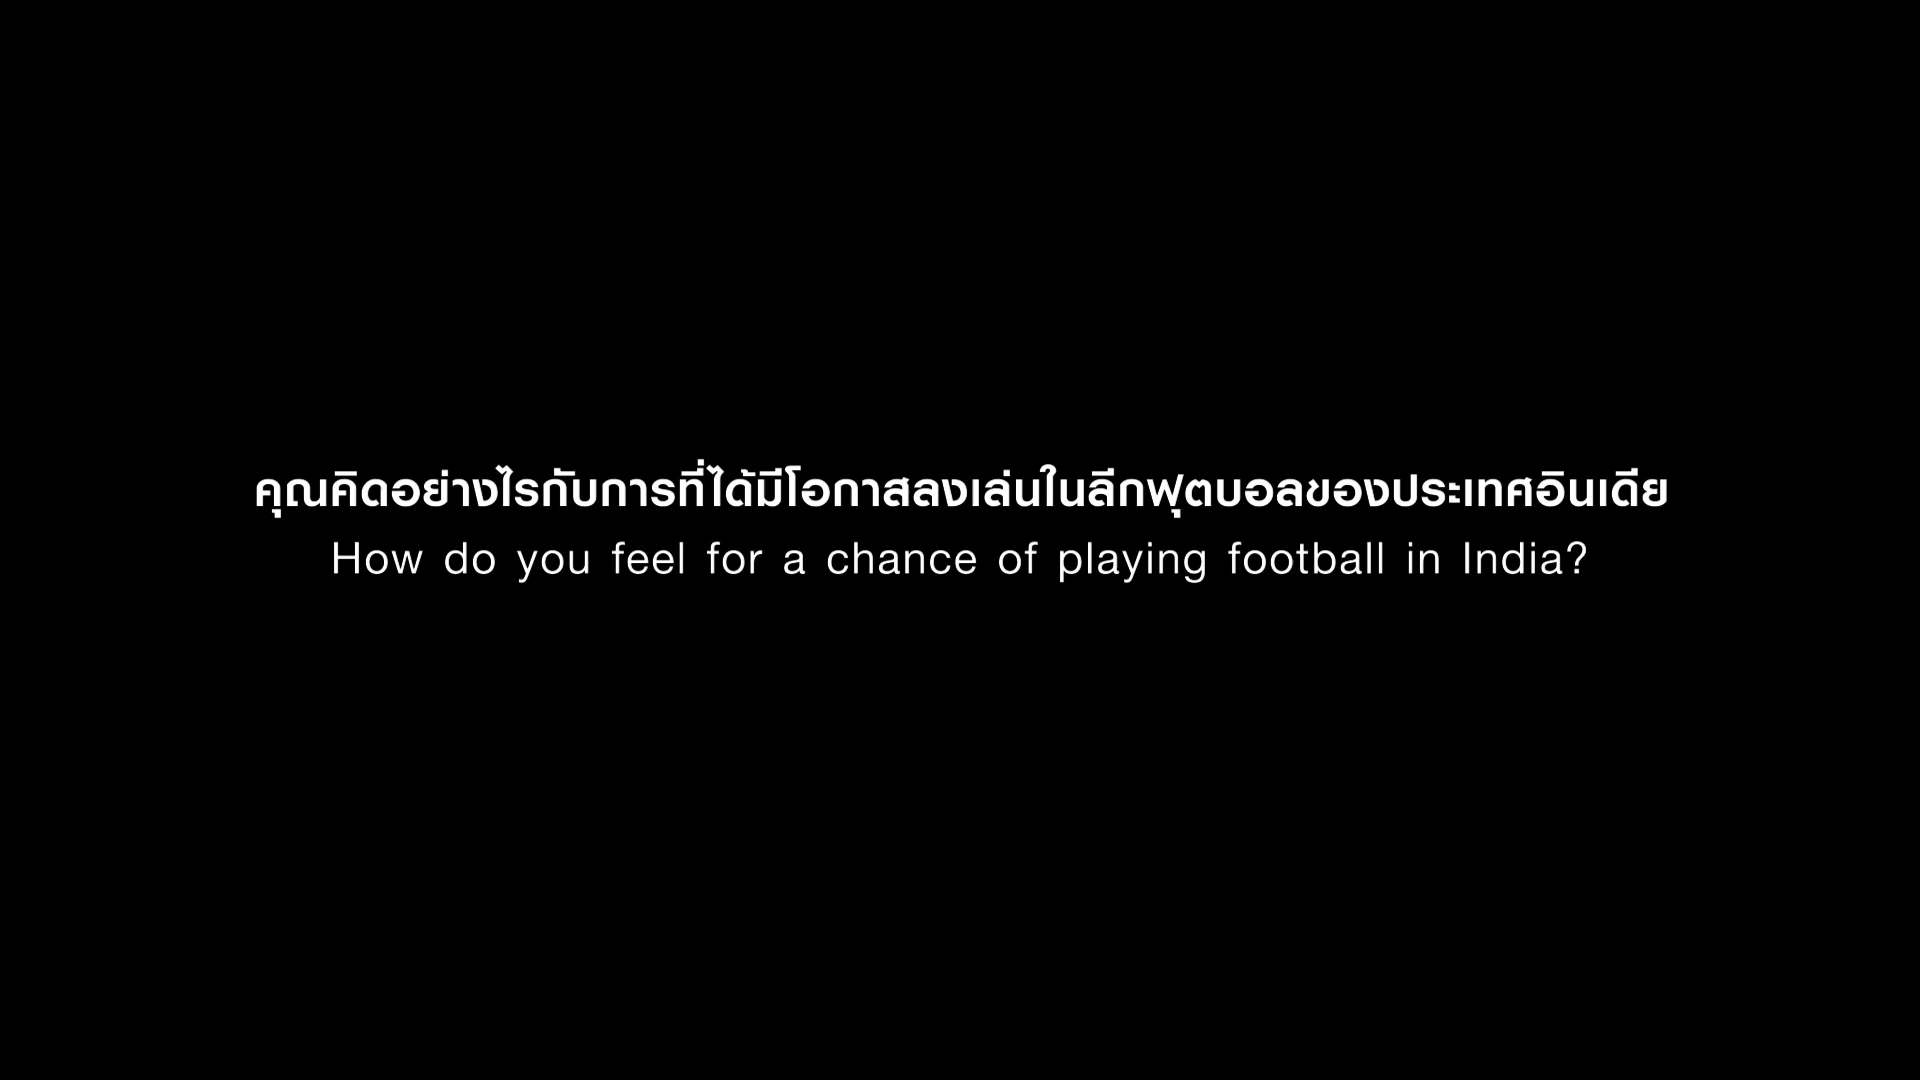 คุณคิดอย่างไรกับการที่ได้มีโอกาสลงเล่นในลีกฟุตบอลของประเทศอินเดีย
How do you feel for a chance of playing football in India?